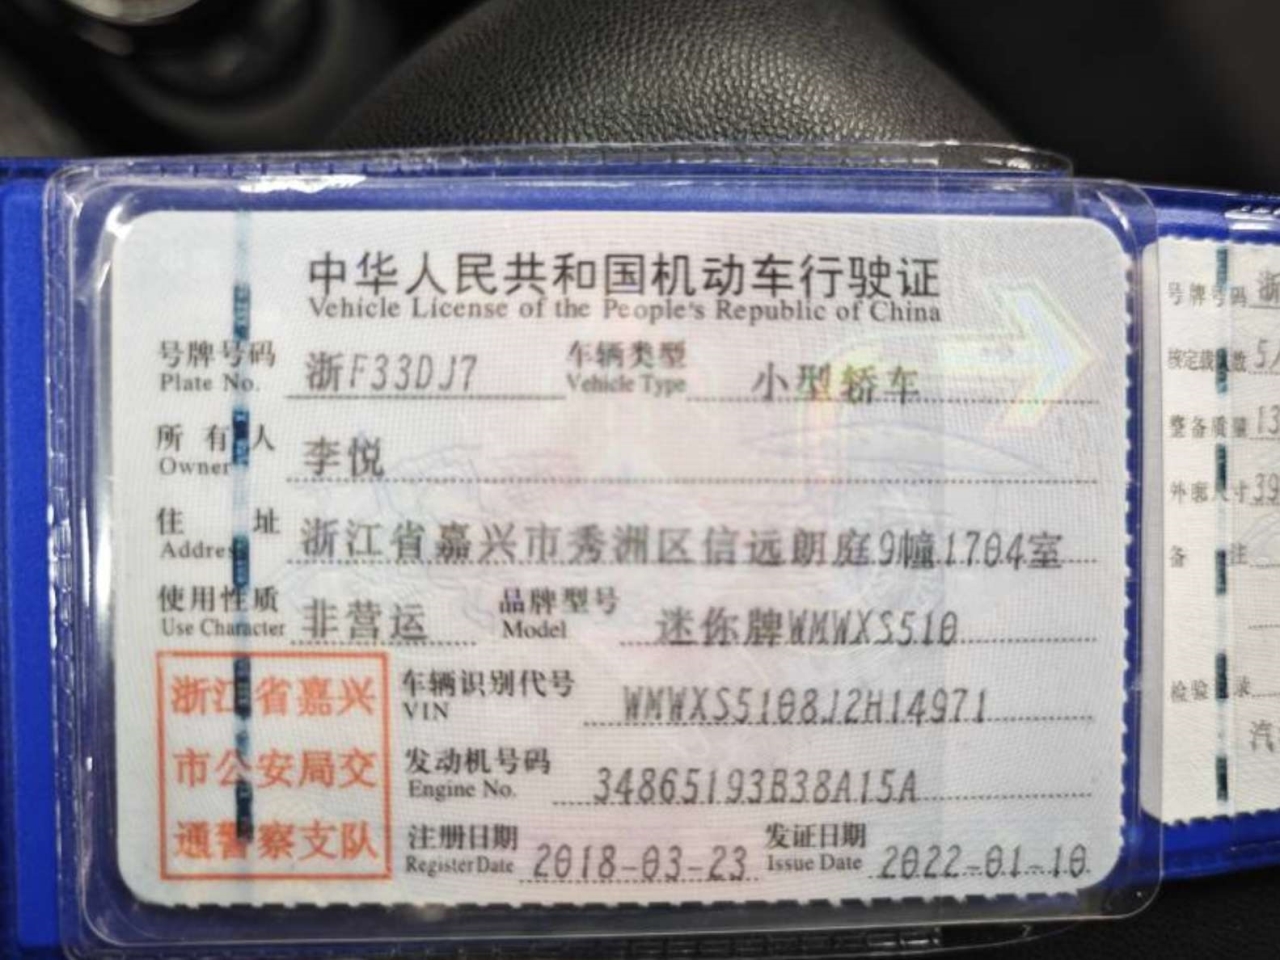 中华人民共和国机动车行驶证
Vehicle License of the People's Republic of China
号牌号码 浙F33DJ7 车辆类型 小型轿车
Plate No. Vehicle Type
所有人 李悦
Owner
住址 浙江省嘉兴市秀洲区信远朗庭9幢1704室
Address
使用性质 非营运 品牌型号 迷你牌WMWXS510
Use Character Model
浙江省嘉兴
市公安局交
通警察支队
车辆识别代号 WMWXS5108J2H14971
VIN
发动机号码 34865193B38A15A
Engine No.
注册日期 2018-03-23 发证日期 2022-01-10
Register Date Issue Date
号牌号码 浙
核定载人数 5/
整备质量 13
外廓尺寸 39
备注
检验记录
汽